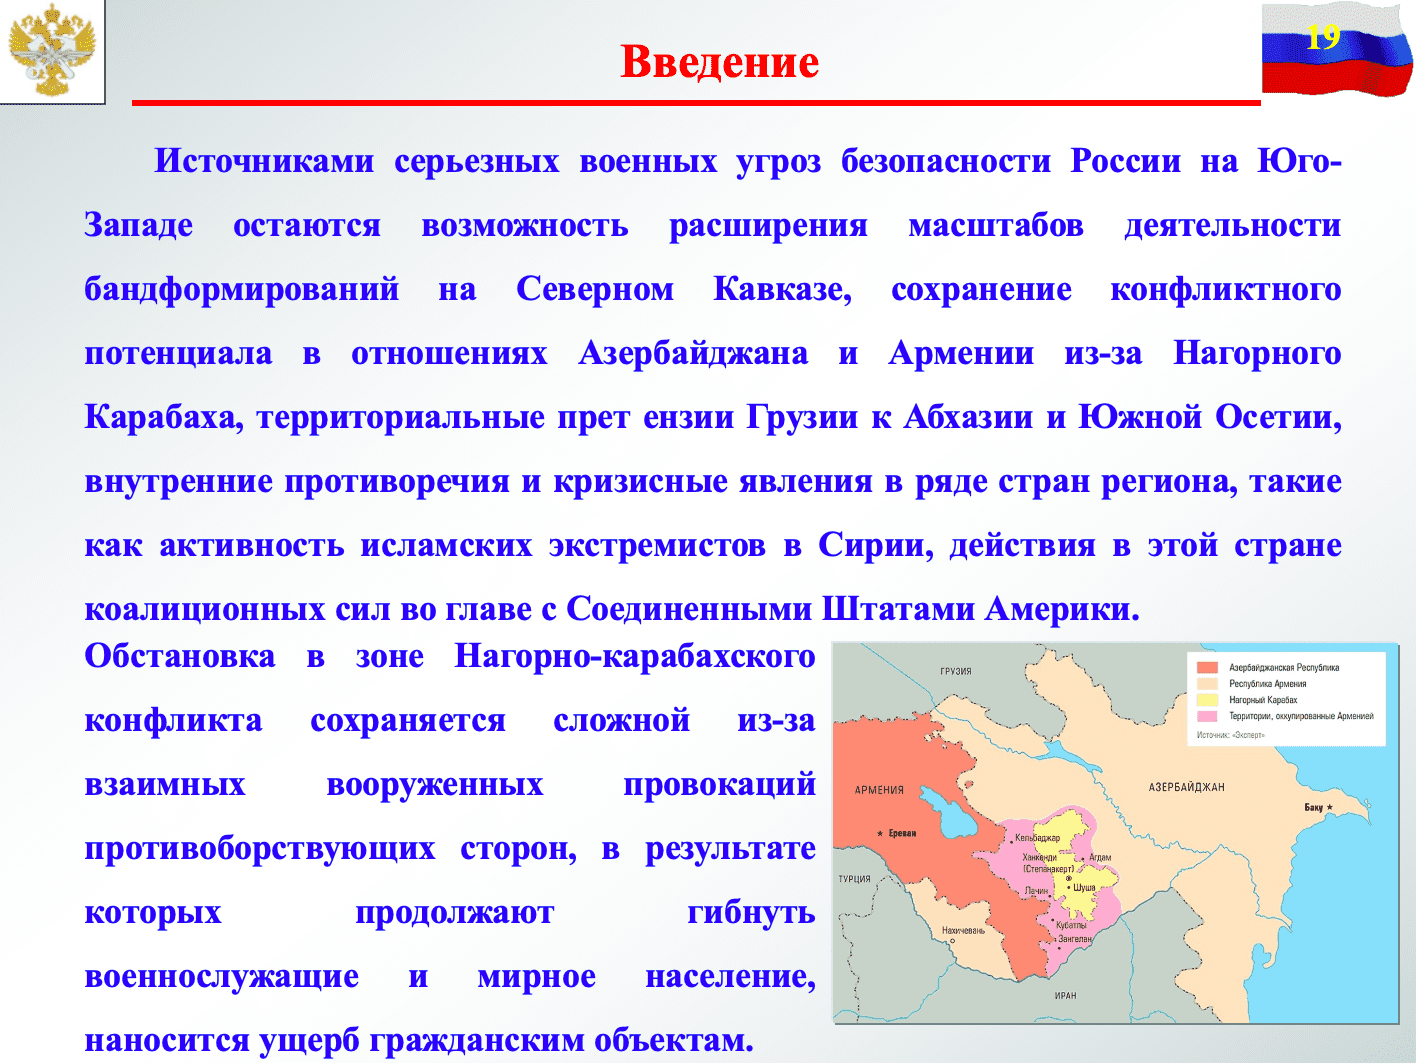 19
Введение
Источниками серьезных военных угроз безопасности России на Юго-
Западе остаются возможность расширения масштабов деятельности
бандформирований на Северном Кавказе, сохранение конфликтного
потенциала в отношениях Азербайджана и Армении из-за Нагорного
Карабаха, территориальные прет ензии Грузии к Абхазии и Южной Осетии,
внутренние противоречия и кризисные явления в ряде стран региона, такие
как активность исламских экстремистов в Сирии, действия в этой стране
коалиционных сил во главе с Соединенными Штатами Америки.
Обстановка в зоне Нагорно-карабахского
конфликта сохраняется сложной из-за
взаимных вооруженных провокаций
противоборствующих сторон, в результате
которых продолжают гибнуть
военнослужащие и мирное население,
наносится ущерб гражданским объектам.
ГРУЗИЯ
Азербайджанская Республика
Республика Армения
Нагорный Карабах
Территории, оккупированные Арменией
Источник: «Эксперт»
АРМЕНИЯ
АЗЕРБАЙДЖАН
Баку
Ереван
Кельбаджар
Ханкенди
(Степанакерт)
Агдам
ТУРЦИЯ
Лачин
Шуша
Кубатлы
Нахичевань
Зангелан
ИРАН